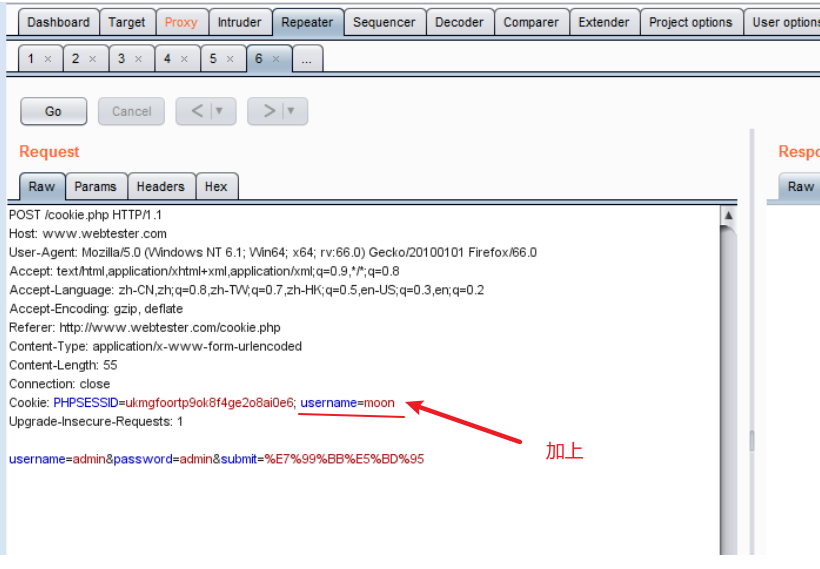 Dashboard Target Proxy Intruder Repeater Sequencer Decoder Comparer Extender Project options User options
1 × 2 × 3 × 4 × 5 × 6 × ...
Go Cancel < ▼ > ▼
Request
Respo
Raw Params Headers Hex
Raw
POST /cookie.php HTTP/1.1
Host: www.webtester.com
User-Agent: Mozilla/5.0 (Windows NT 6.1; Win64; x64; rv:66.0) Gecko/20100101 Firefox/66.0
Accept: text/html,application/xhtml+xml,application/xml;q=0.9,*/*;q=0.8
Accept-Language: zh-CN,zh;q=0.8,zh-TW;q=0.7,zh-HK;q=0.5,en-US;q=0.3,en;q=0.2
Accept-Encoding: gzip, deflate
Referer: http://www.webtester.com/cookie.php
Content-Type: application/x-www-form-urlencoded
Content-Length: 55
Connection: close
Cookie: PHPSESSID=ukmgfoortp9ok8f4ge2o8ai0e6; username=moon
Upgrade-Insecure-Requests: 1
加上
username=admin&password=admin&submit=%E7%99%BB%E5%BD%95